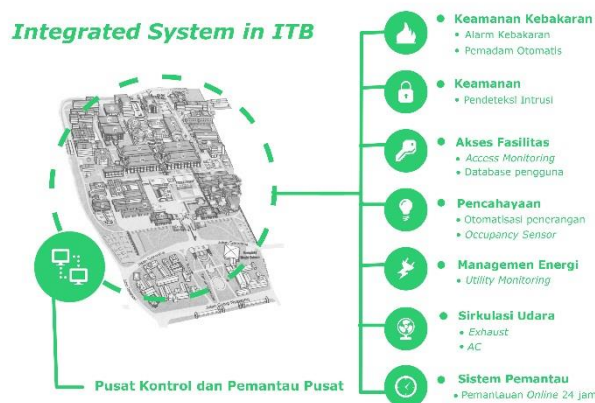 Integrated System in ITB
Keamanan Kebakaran
Alarm Kebakaran
Pemadam Otomatis
Keamanan
Pendeteksi Intrusi
Akses Fasilitas
Access Monitoring
Database pengguna
Pencahayaan
Otomatisasi penerangan
Occupancy Sensor
Managemen Energi
Utility Monitoring
Sirkulasi Udara
Exhaust
AC
Sistem Pemantau
Pemantauan Online 24 jam
Pusat Kontrol dan Pemantau Pusat